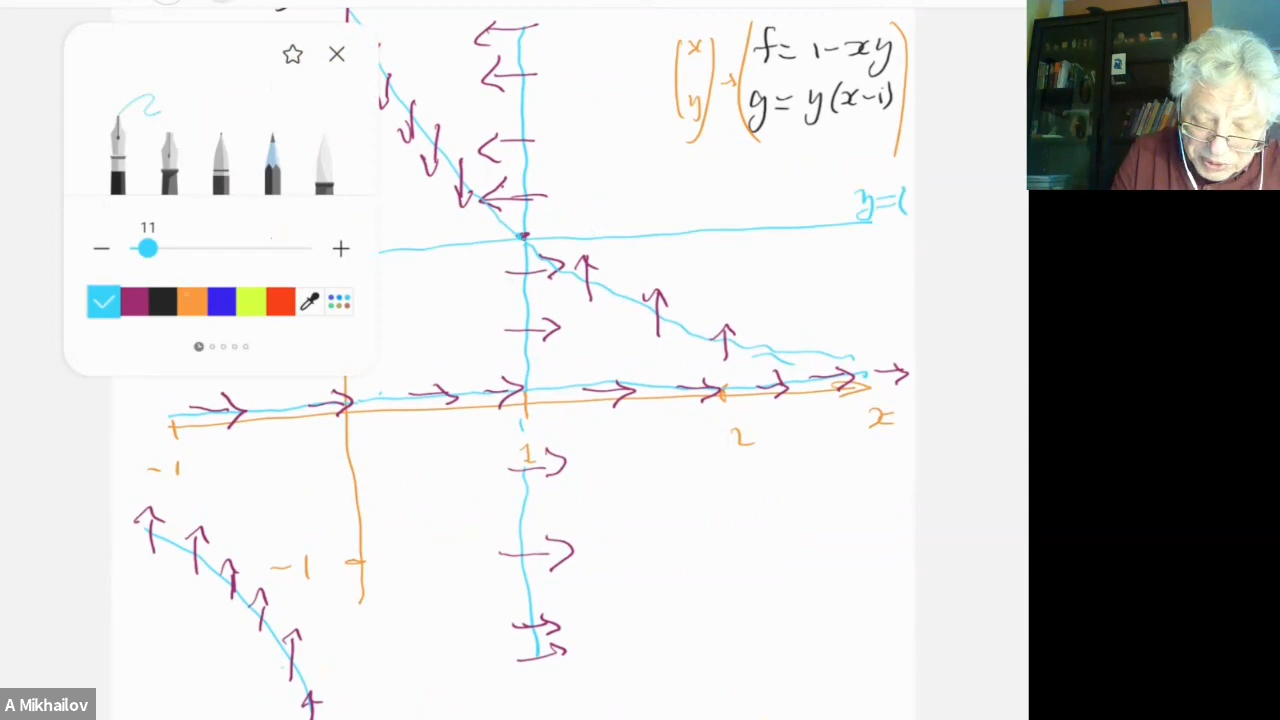 11
(x y) → (f = 1 - xy
g = y(x-1))
y=1
x
-1
1
2
-1
A Mikhailov